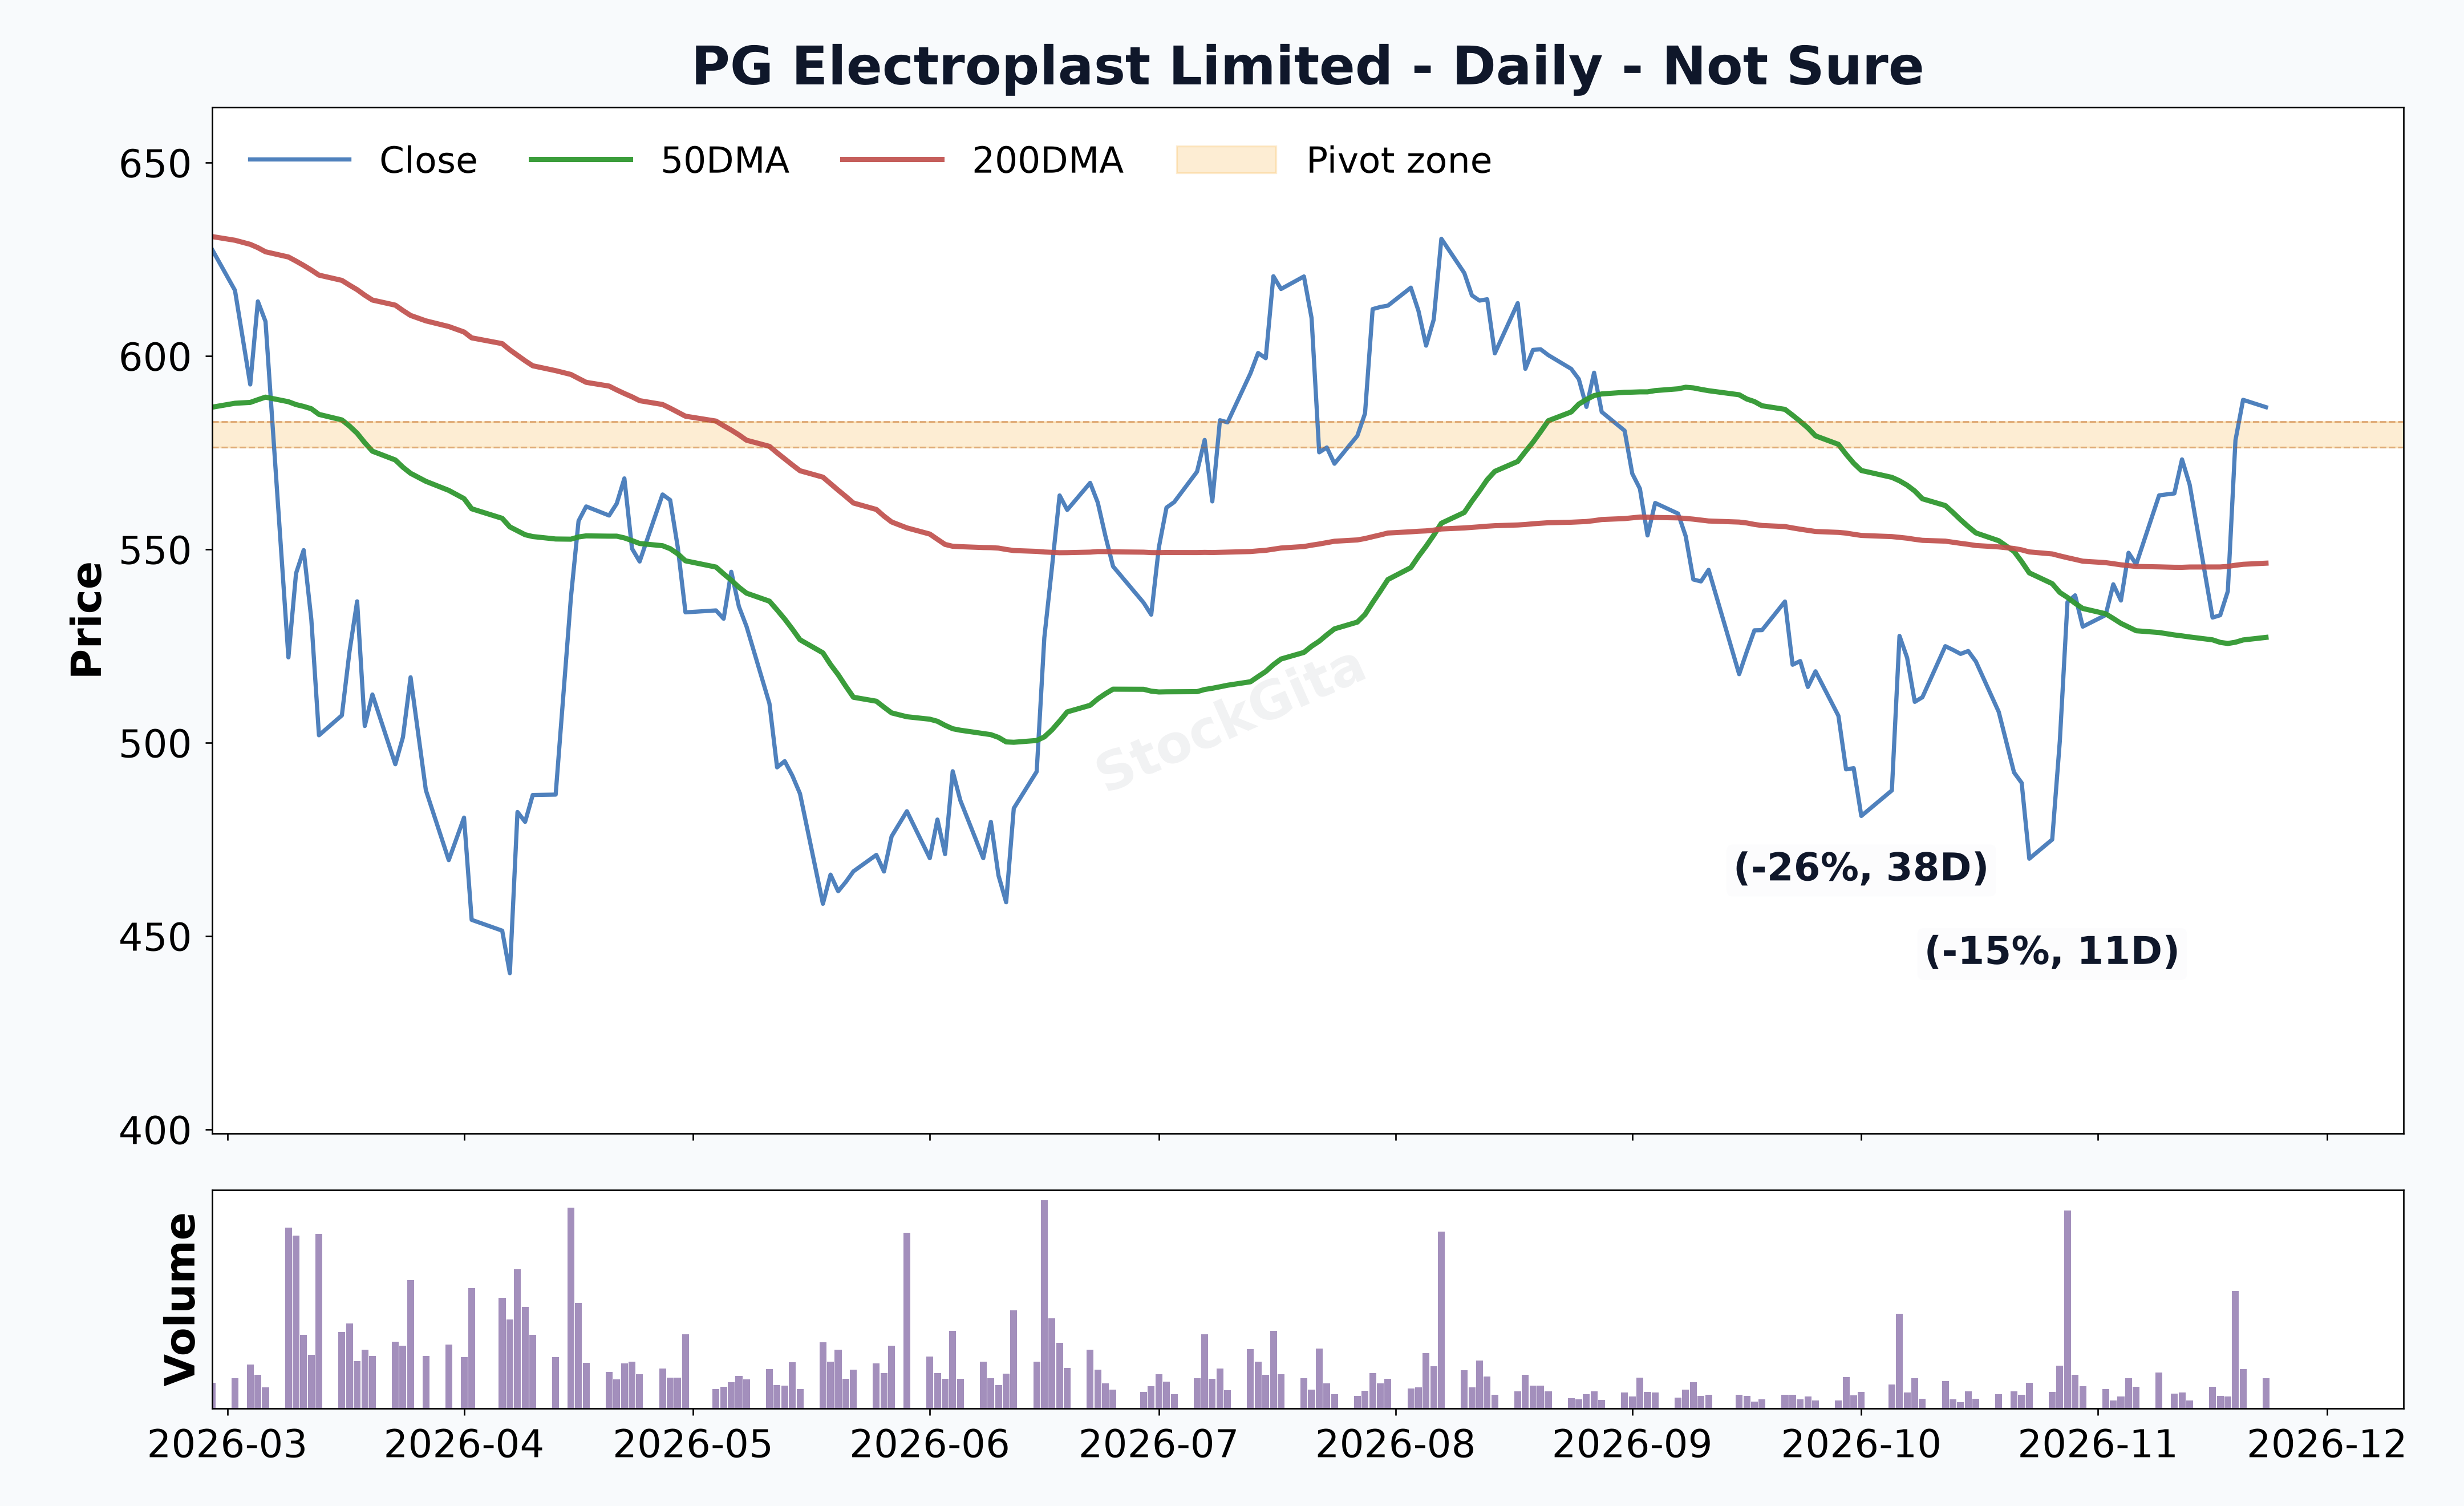 PG Electroplast Limited - Daily - Not Sure
Close 50DMA 200DMA Pivot zone
Price
650
600
550
500
450
400
StockGita
(-26%, 38D)
(-15%, 11D)
Volume
2026-03 2026-04 2026-05 2026-06 2026-07 2026-08 2026-09 2026-10 2026-11 2026-12